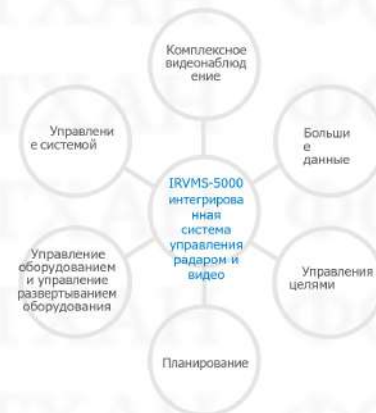 Комплексное
видеонаблюд
ение
Управлени
е системой
Больши
е
данные
IRVMS-5000
интегрирова
нная
система
управления
радаром и
видео
Управление
оборудованием
и управление
развертыванием
оборудования
Управления
целями
Планирование